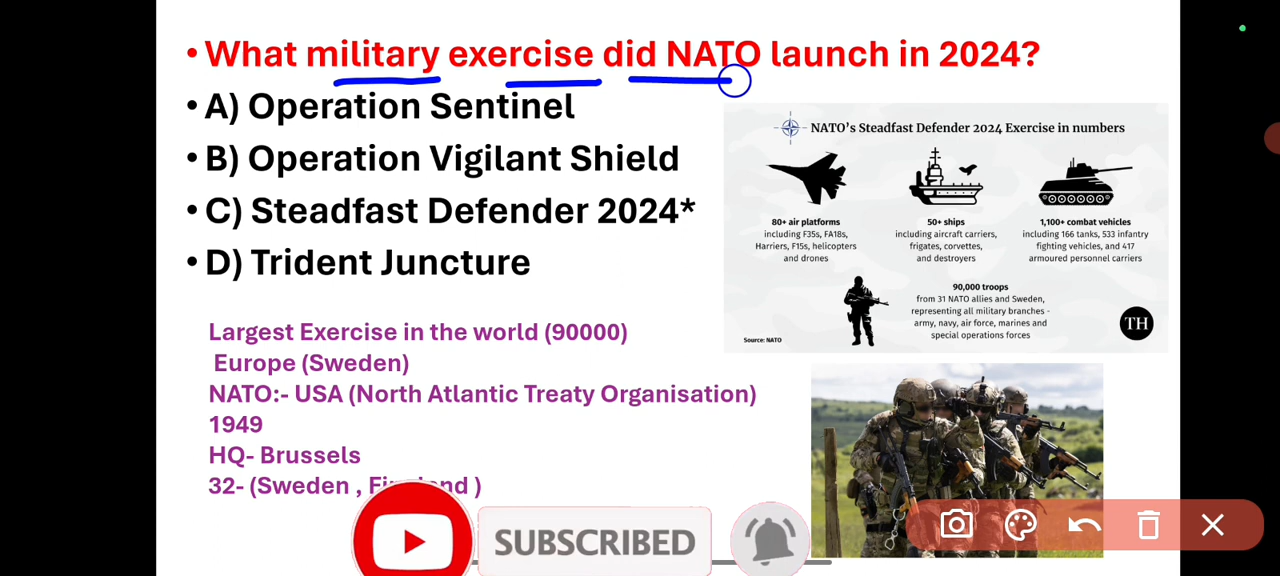 • What military exercise did NATO launch in 2024?
• A) Operation Sentinel
• B) Operation Vigilant Shield
• C) Steadfast Defender 2024*
• D) Trident Juncture
Largest Exercise in the world (90000)
Europe (Sweden)
NATO:- USA (North Atlantic Treaty Organisation)
1949
HQ- Brussels
32- (Sweden , )
NATO's Steadfast Defender 2024 Exercise in numbers
80+ air platforms
including F35s, FA18s,
Harriers, F15s, helicopters
and drones
50+ ships
including aircraft carriers,
frigates, corvettes,
and destroyers
1,100+ combat vehicles
including 166 tanks, 533 infantry
fighting vehicles, and 417
armoured personnel carriers
90,000 troops
from 31 NATO allies and Sweden,
representing all military branches -
army, navy, air force, marines and
special operations forces
Source: NATO
TH
SUBSCRIBED